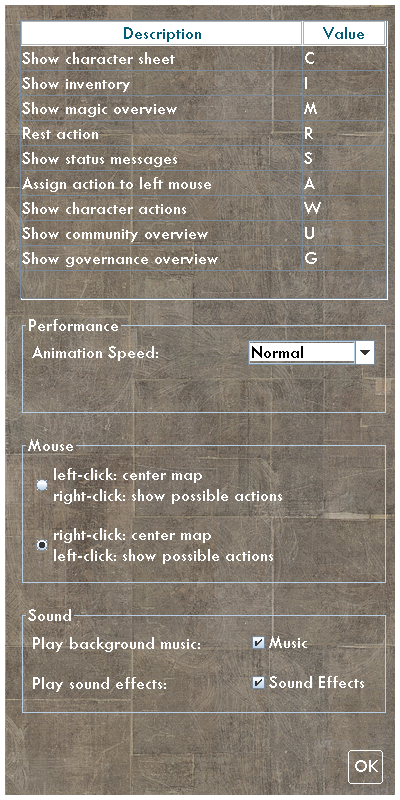 Description Value
Show character sheet C
Show inventory I
Show magic overview M
Rest action R
Show status messages S
Assign action to left mouse A
Show character actions W
Show community overview U
Show governance overview G
Performance
Animation Speed: Normal
Mouse
left-click: center map
right-click: show possible actions
right-click: center map
left-click: show possible actions
Sound
Play background music: Music
Play sound effects: Sound Effects
OK